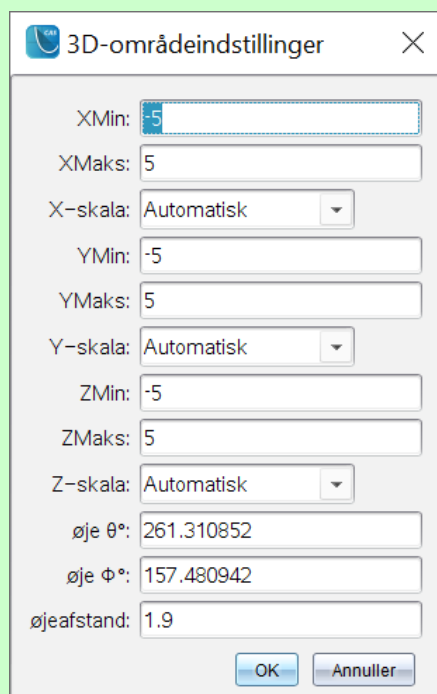 CAS
3D-områdeindstillinger
XMin: -5
XMaks: 5
X-skala: Automatisk
YMin: -5
YMaks: 5
Y-skala: Automatisk
ZMin: -5
ZMaks: 5
Z-skala: Automatisk
øje θ°: 261.310852
øje Φ°: 157.480942
øjeafstand: 1.9
OK Annuller